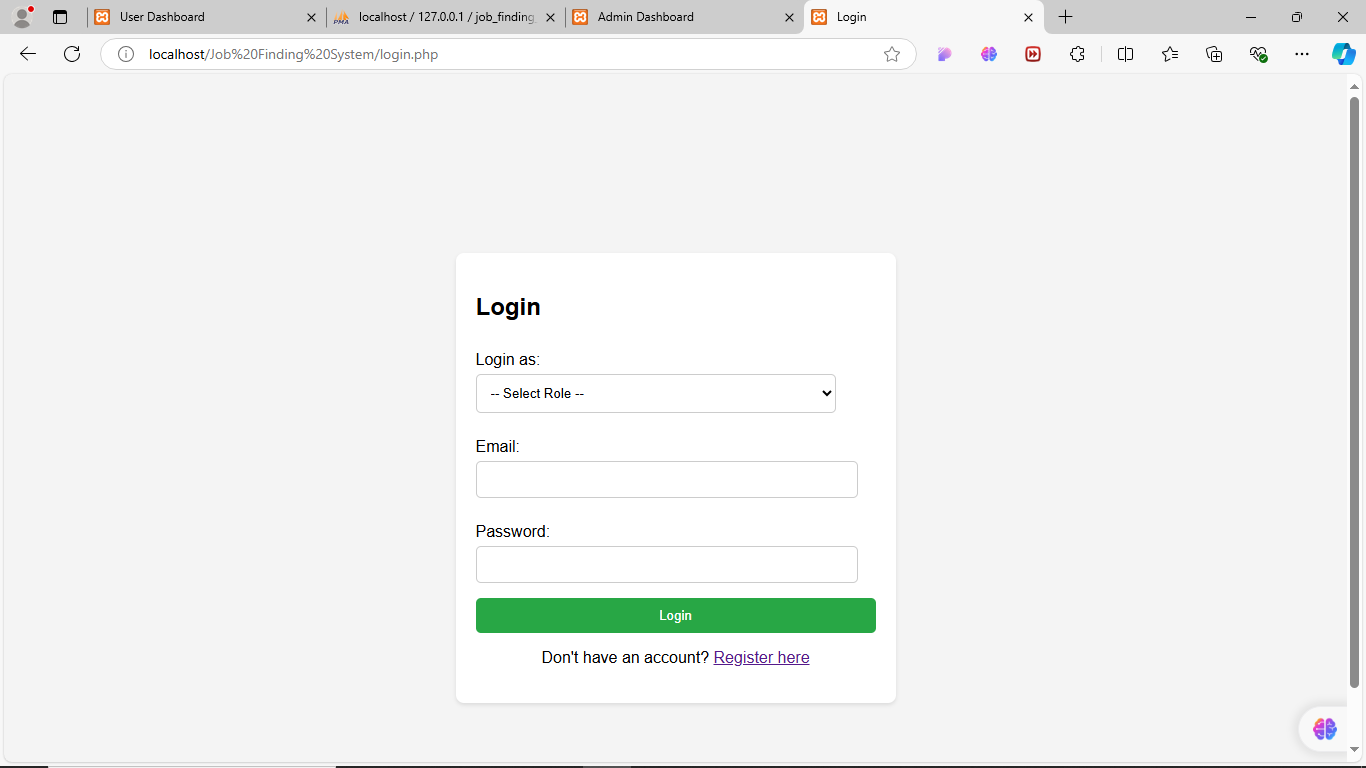 User Dashboard
localhost / 127.0.0.1 / job_finding_
Admin Dashboard
Login
localhost/Job%20Finding%20System/login.php
Login
Login as:
-- Select Role --
Email:
Password:
Login
Don't have an account? Register here